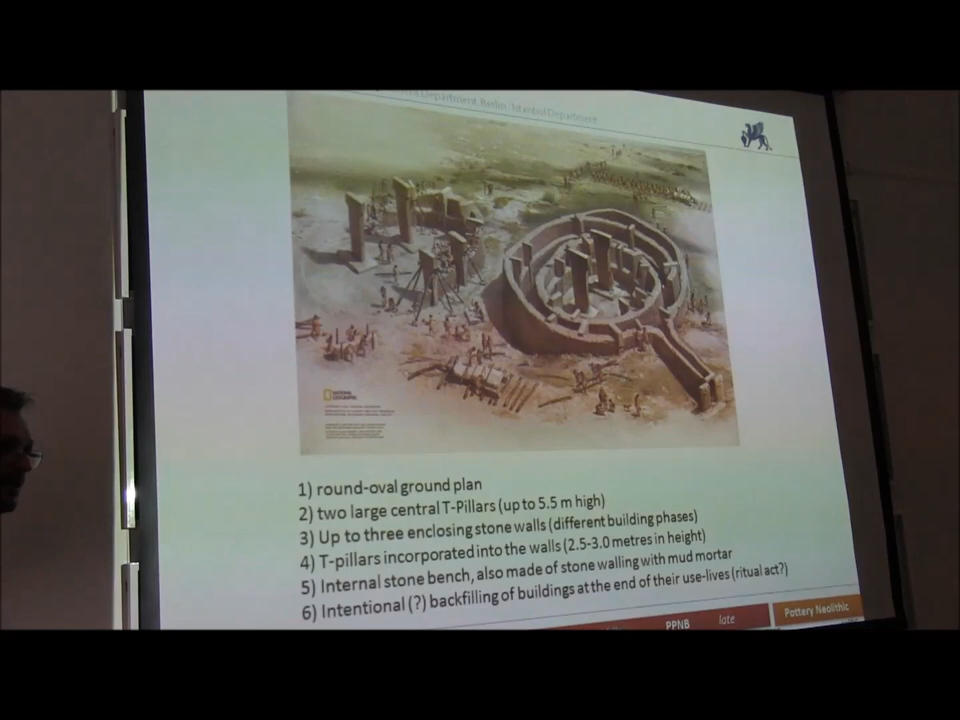 Department, Berlin / Istanbul Department
NATIONAL
GEOGRAPHIC
1) round-oval ground plan
2) two large central T-Pillars (up to 5.5 m high)
3) Up to three enclosing stone walls (different building phases)
4) T-pillars incorporated into the walls (2.5-3.0 metres in height)
5) Internal stone bench, also made of stone walling with mud mortar
6) Intentional (?) backfilling of buildings at the end of their use-lives (ritual act?)
PPNB late Pottery Neolithic